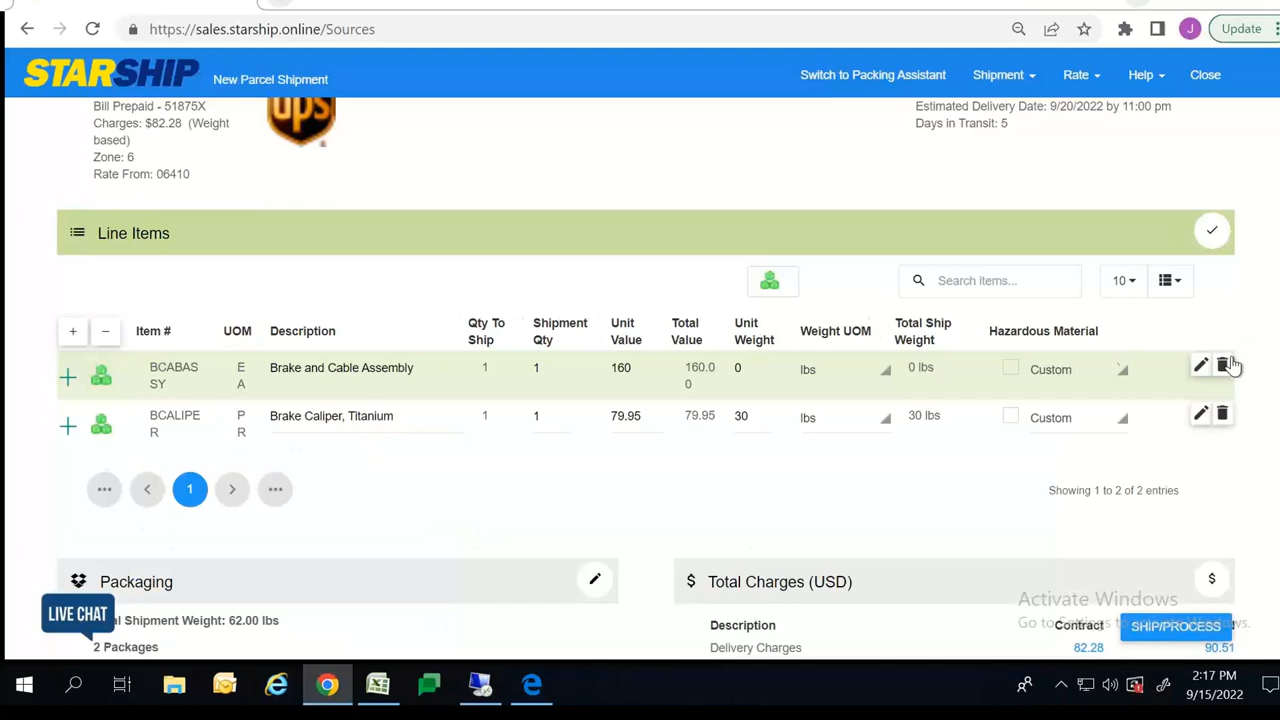 https://sales.starship.online/Sources
J
Update
STARSHIP New Parcel Shipment Switch to Packing Assistant Shipment Rate Help Close
Bill Prepaid - 51875X
Charges: $82.28 (Weight
based)
Zone: 6
Rate From: 06410
ups
Estimated Delivery Date: 9/20/2022 by 11:00 pm
Days in Transit: 5
Line Items
Search items...
10
+ − Item # UOM Description Qty To Ship Shipment Qty Unit Value Total Value Unit Weight Weight UOM Total Ship Weight Hazardous Material
BCABAS
SY
E
A
Brake and Cable Assembly 1 1 160 160.0
0
0 lbs 0 lbs Custom
BCALIPE
R
P
R
Brake Caliper, Titanium 1 1 79.95 79.95 30 lbs 30 lbs Custom
1
Showing 1 to 2 of 2 entries
Packaging
Shipment Weight: 62.00 lbs
2 Packages
LIVE CHAT
$ Total Charges (USD) $
Description Contract
Delivery Charges 82.28 90.51
SHIP/PROCESS
Activate Windows
Go to Settings to activate Windows.
2:17 PM
9/15/2022